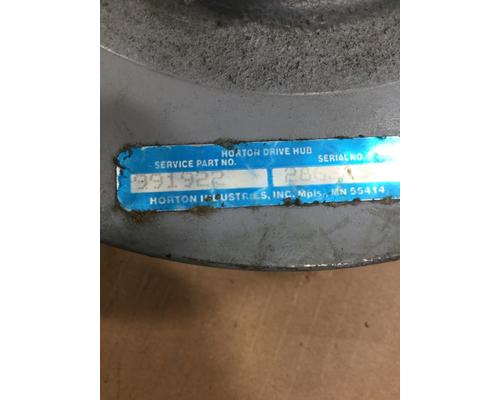 HORTON DRIVE HUB
SERVICE PART NO. SERIAL NO.
991922
HORTON INDUSTRIES, INC. Mpls., MN 55414